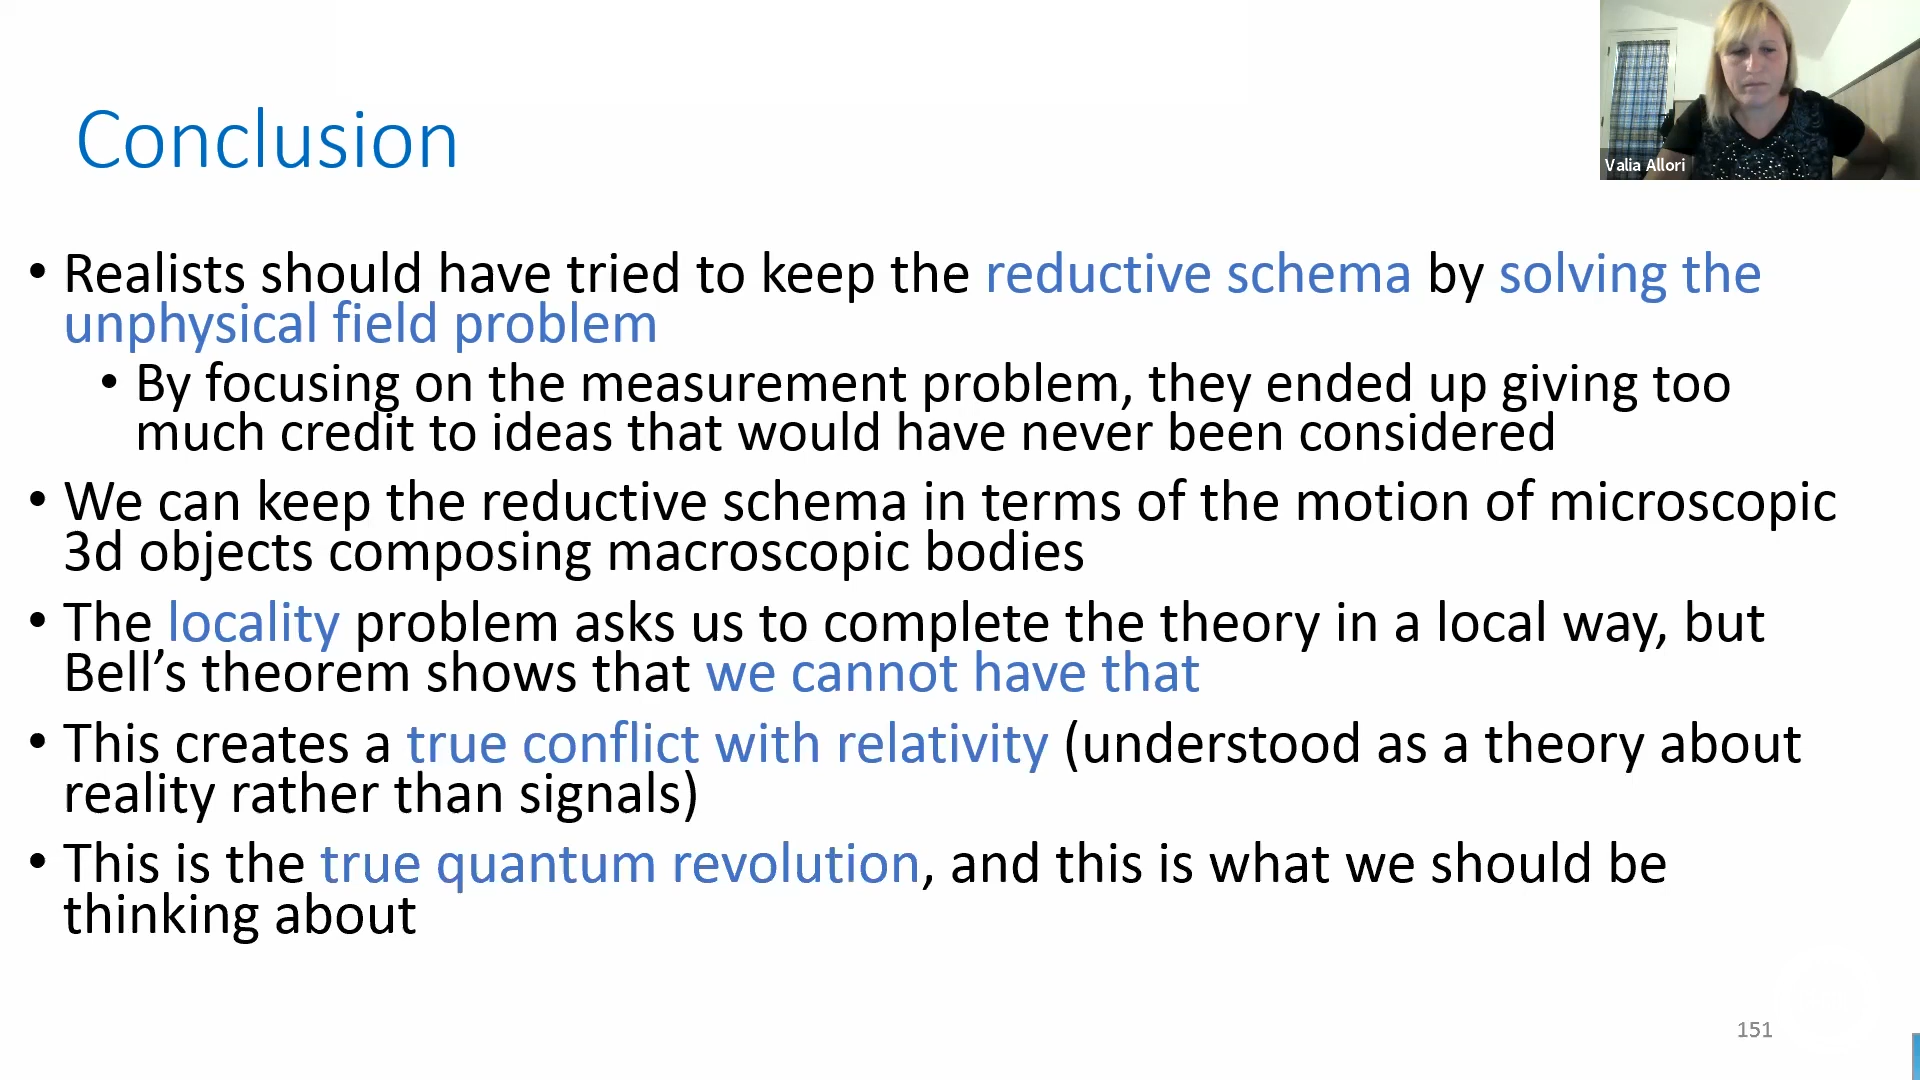 Valia Allori
Conclusion
• Realists should have tried to keep the reductive schema by solving the
unphysical field problem
• By focusing on the measurement problem, they ended up giving too
much credit to ideas that would have never been considered
• We can keep the reductive schema in terms of the motion of microscopic
3d objects composing macroscopic bodies
• The locality problem asks us to complete the theory in a local way, but
Bell’s theorem shows that we cannot have that
• This creates a true conflict with relativity (understood as a theory about
reality rather than signals)
• This is the true quantum revolution, and this is what we should be
thinking about
151